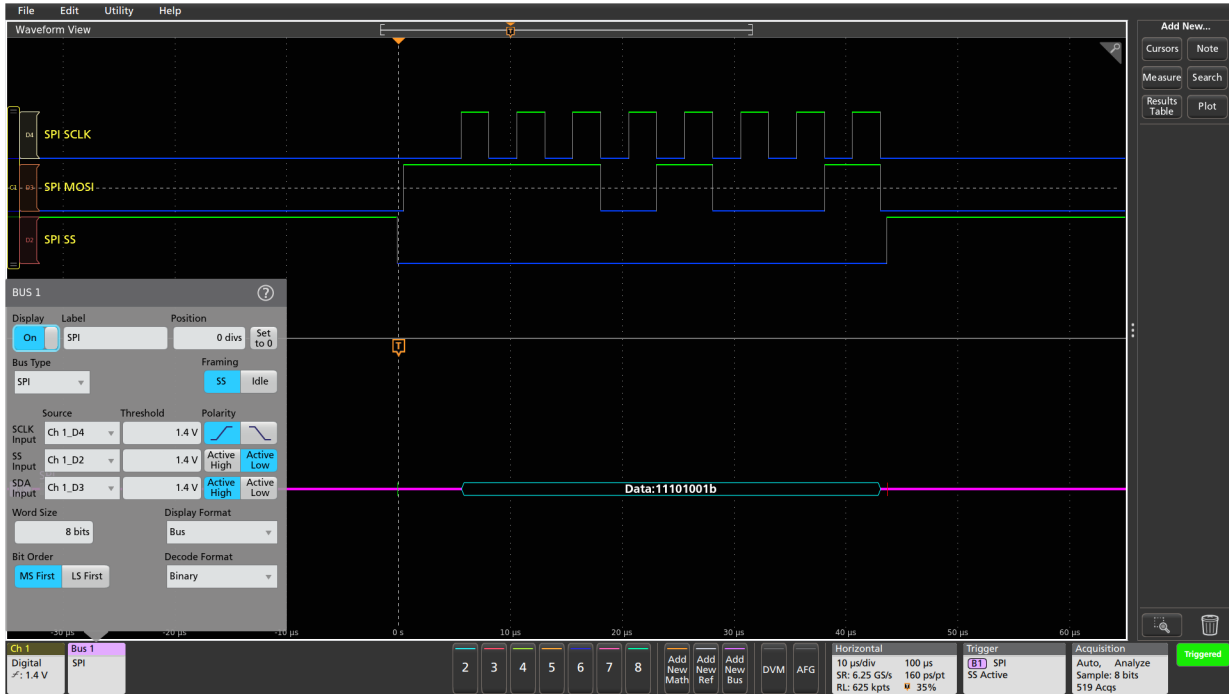 File Edit Utility Help
Waveform View
Add New...
Cursors Note
Measure Search
Results Table Plot
D4 SPI SCLK
C1 D3 SPI MOSI
D2 SPI SS
T
T
BUS 1 ?
Display Label Position
On SPI 0 divs Set to 0
Bus Type Framing
SPI SS Idle
Source Threshold Polarity
SCLK Input Ch 1_D4 1.4 V
SS Input Ch 1_D2 1.4 V Active High Active Low
SDA Input Ch 1_D3 1.4 V Active High Active Low
Data:11101001b
Word Size Display Format
8 bits Bus
Bit Order Decode Format
MS First LS First Binary
-30 µs -20 µs -10 µs 0 s 10 µs 20 µs 30 µs 40 µs 50 µs 60 µs
Ch 1
Digital
: 1.4 V
Bus 1
SPI
2 3 4 5 6 7 8
Add New Math
Add New Ref
Add New Bus
DVM AFG
Horizontal
10 µs/div 100 µs
SR: 6.25 GS/s 160 ps/pt
RL: 625 kpts 35%
Trigger
B1 SPI
SS Active
Acquisition
Auto, Analyze
Sample: 8 bits
519 Acqs
Triggered